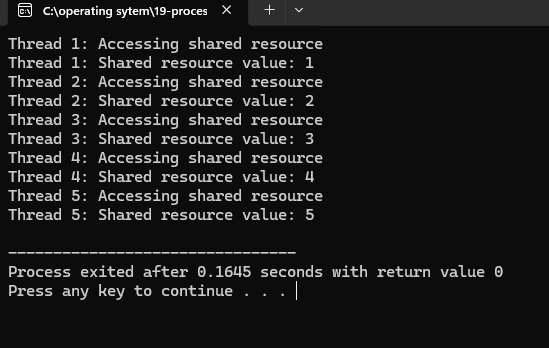 C:\operating sytem\19-proces
Thread 1: Accessing shared resource
Thread 1: Shared resource value: 1
Thread 2: Accessing shared resource
Thread 2: Shared resource value: 2
Thread 3: Accessing shared resource
Thread 3: Shared resource value: 3
Thread 4: Accessing shared resource
Thread 4: Shared resource value: 4
Thread 5: Accessing shared resource
Thread 5: Shared resource value: 5
--------------------------------
Process exited after 0.1645 seconds with return value 0
Press any key to continue . . .